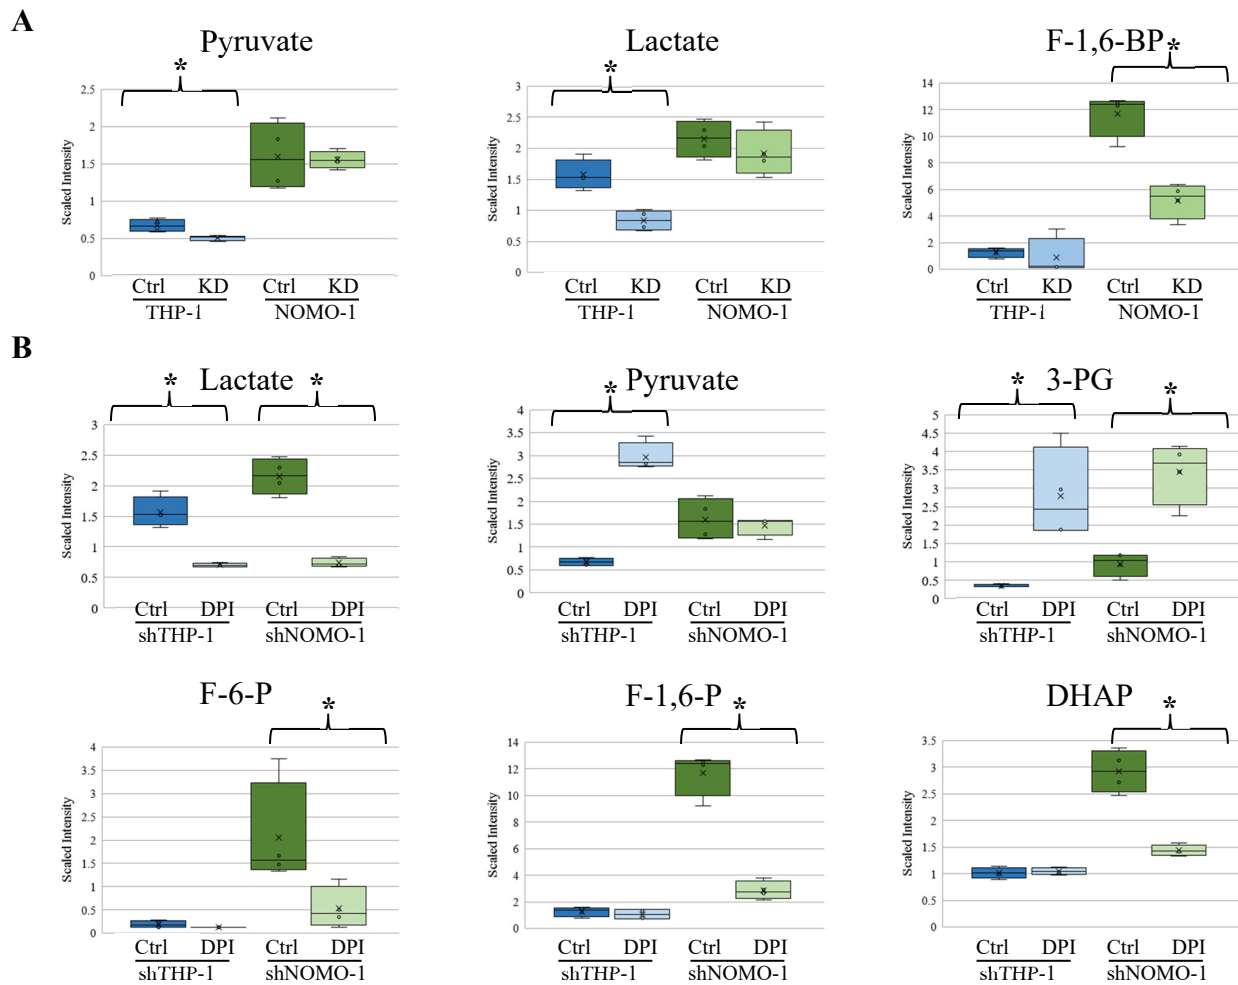 A
Pyruvate
*
Scaled Intensity
2.5
2
1.5
1
0.5
0
Ctrl KD Ctrl KD
THP-1 NOMO-1
Lactate
*
Scaled Intensity
3
2.5
2
1.5
1
0.5
0
Ctrl KD Ctrl KD
THP-1 NOMO-1
F-1,6-BP
*
Scaled Intensity
14
12
10
8
6
4
2
0
Ctrl KD Ctrl KD
THP-1 NOMO-1
B
Lactate
* *
Scaled Intensity
3
2.5
2
1.5
1
0.5
0
Ctrl DPI Ctrl DPI
shTHP-1 shNOMO-1
Pyruvate
*
Scaled Intensity
4
3.5
3
2.5
2
1.5
1
0.5
0
Ctrl DPI Ctrl DPI
shTHP-1 shNOMO-1
3-PG
* *
Scaled Intensity
5
4.5
4
3.5
3
2.5
2
1.5
1
0.5
0
Ctrl DPI Ctrl DPI
shTHP-1 shNOMO-1
F-6-P
*
Scaled Intensity
4
3.5
3
2.5
2
1.5
1
0.5
0
Ctrl DPI Ctrl DPI
shTHP-1 shNOMO-1
F-1,6-P
*
Scaled Intensity
14
12
10
8
6
4
2
0
Ctrl DPI Ctrl DPI
shTHP-1 shNOMO-1
DHAP
*
Scaled Intensity
3.5
3
2.5
2
1.5
1
0.5
0
Ctrl DPI Ctrl DPI
shTHP-1 shNOMO-1